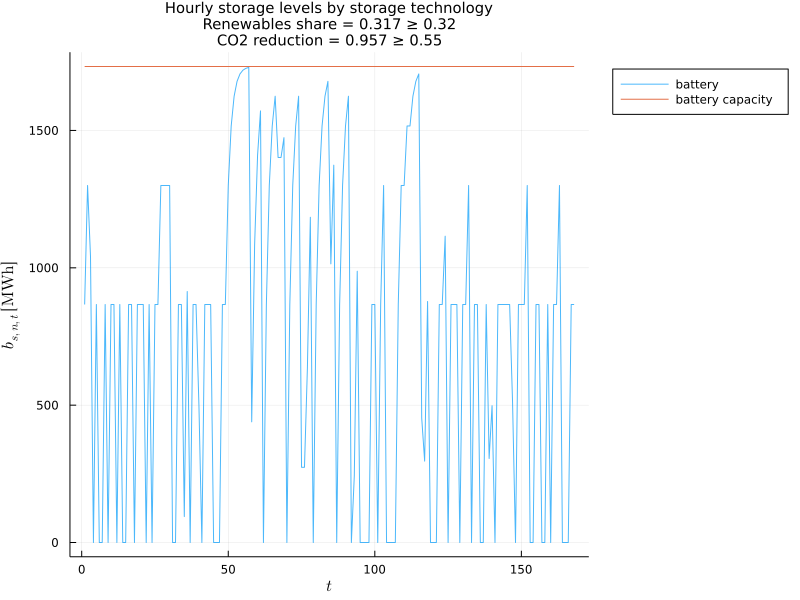 Hourly storage levels by storage technology
Renewables share = 0.317 ≥ 0.32
CO2 reduction = 0.957 ≥ 0.55
battery
battery capacity
1500
1000
500
0
b_{s, n, t} [MWh]
0 50 100 150
t